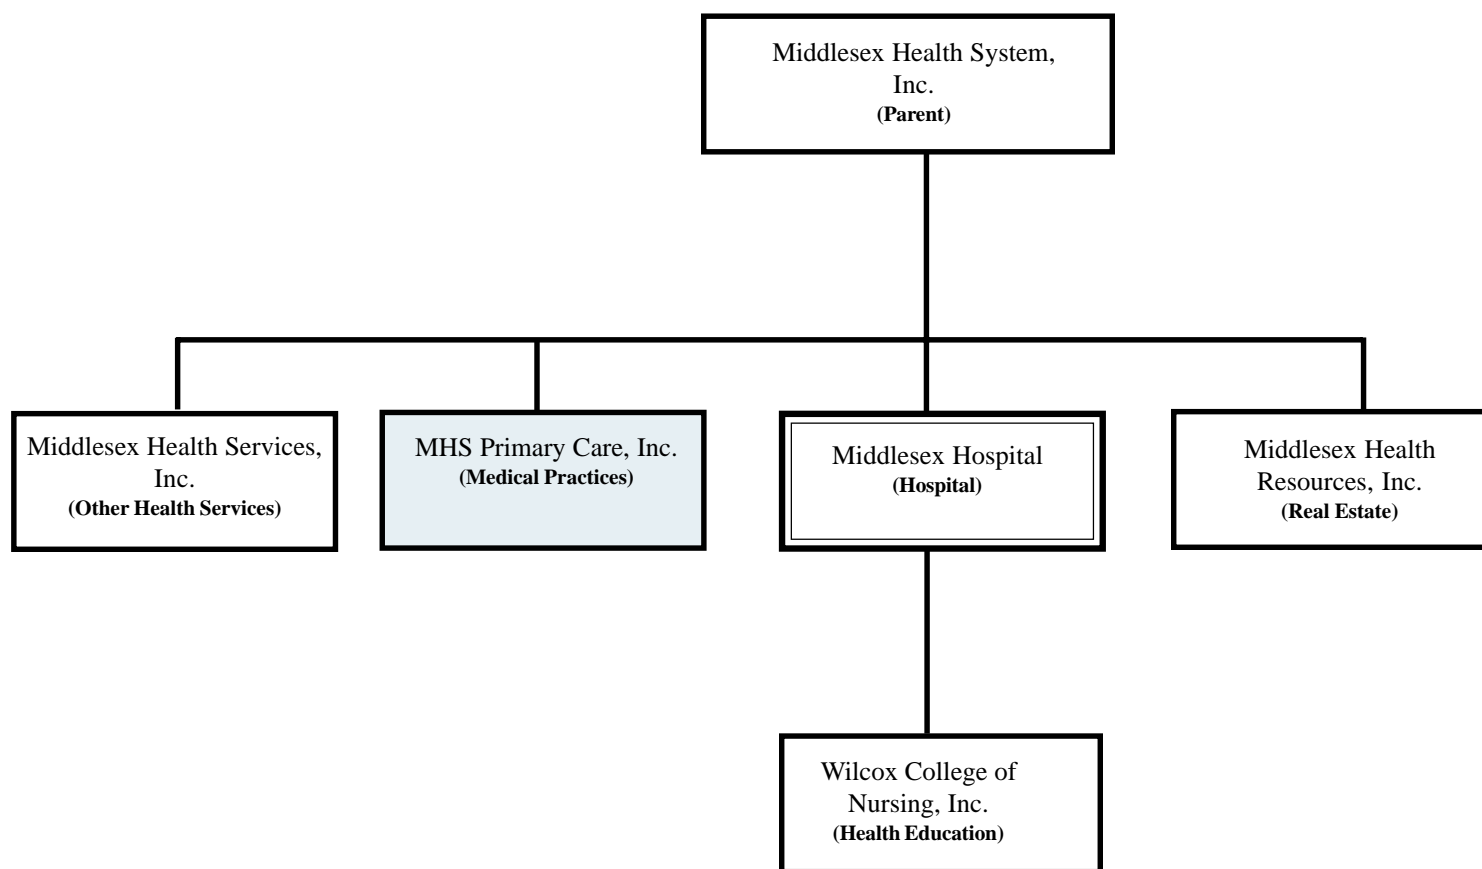 Middlesex Health System,
Inc.
(Parent)
Middlesex Health Services,
Inc.
(Other Health Services)
MHS Primary Care, Inc.
(Medical Practices)
Middlesex Hospital
(Hospital)
Middlesex Health
Resources, Inc.
(Real Estate)
Wilcox College of
Nursing, Inc.
(Health Education)